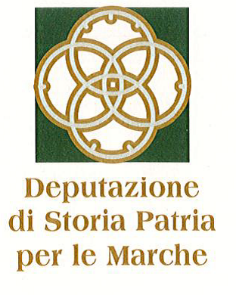 Deputazione
di Storia Patria
per le Marche